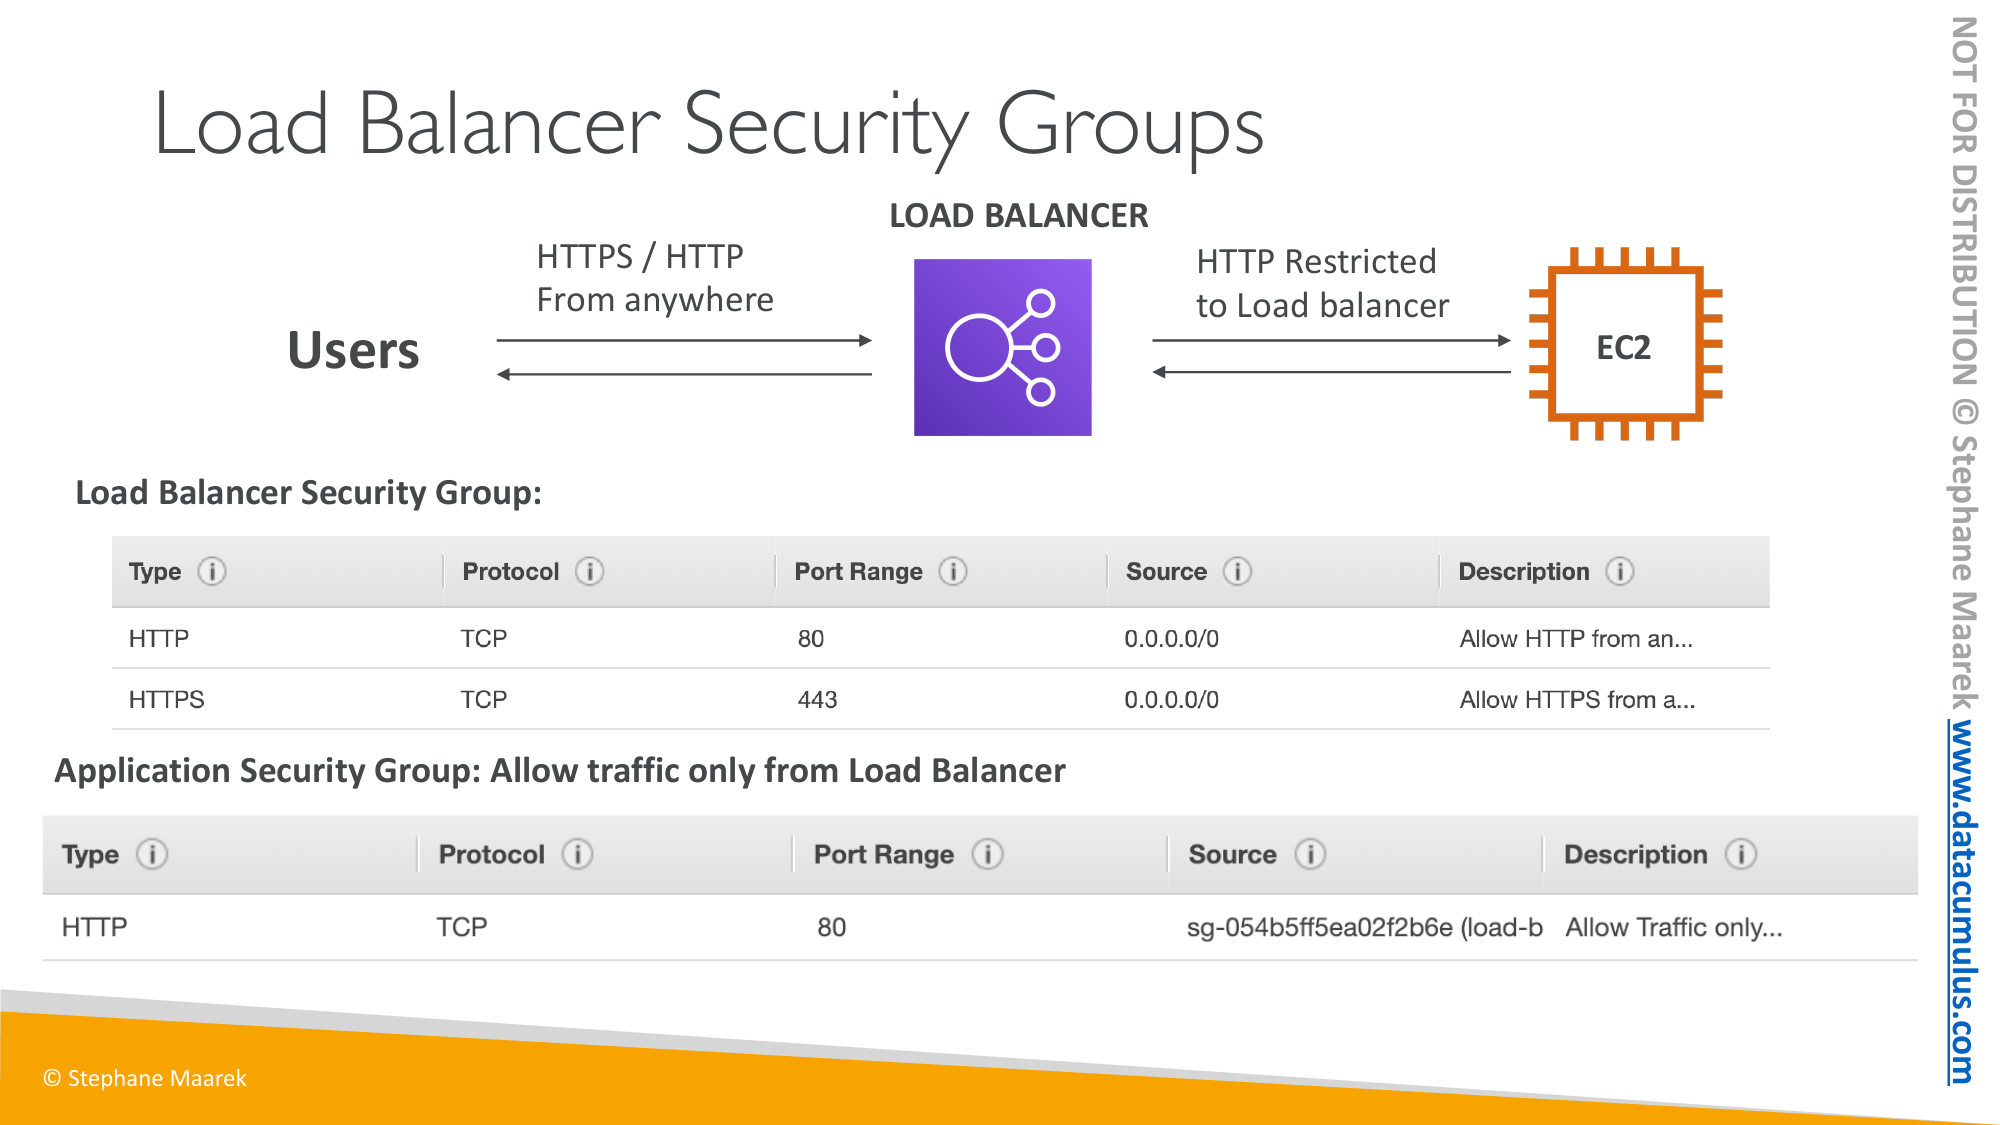 Load Balancer Security Groups
LOAD BALANCER
HTTPS / HTTP
From anywhere
HTTP Restricted
to Load balancer
Users
EC2
Load Balancer Security Group:
Type Protocol Port Range Source Description
HTTP TCP 80 0.0.0.0/0 Allow HTTP from an...
HTTPS TCP 443 0.0.0.0/0 Allow HTTPS from a...
Application Security Group: Allow traffic only from Load Balancer
Type Protocol Port Range Source Description
HTTP TCP 80 sg-054b5ff5ea02f2b6e (load-b Allow Traffic only...
© Stephane Maarek
NOT FOR DISTRIBUTION © Stephane Maarek www.datacumulus.com